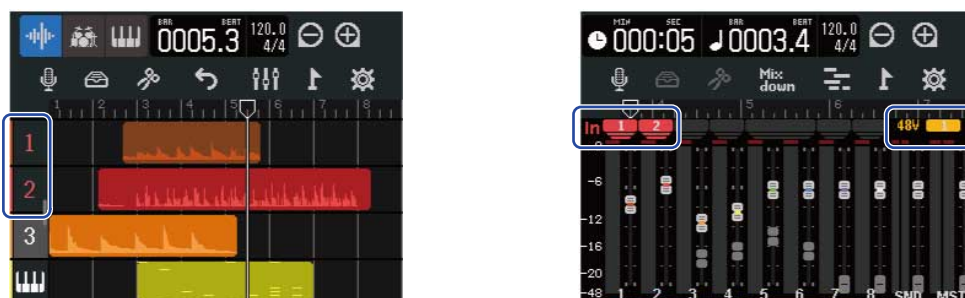 BAR BEAT
0005.3 120.0 4/4
1 2 3 4 5 6 7 8
1
2
3
MIN SEC BAR BEAT
00:05 0003.4 120.0 4/4
Mix down
4 5 6 7
In 1 2 48V 1
-6
-12
-16
-20
-48 1 2 3 4 5 6 7 8 SND MST